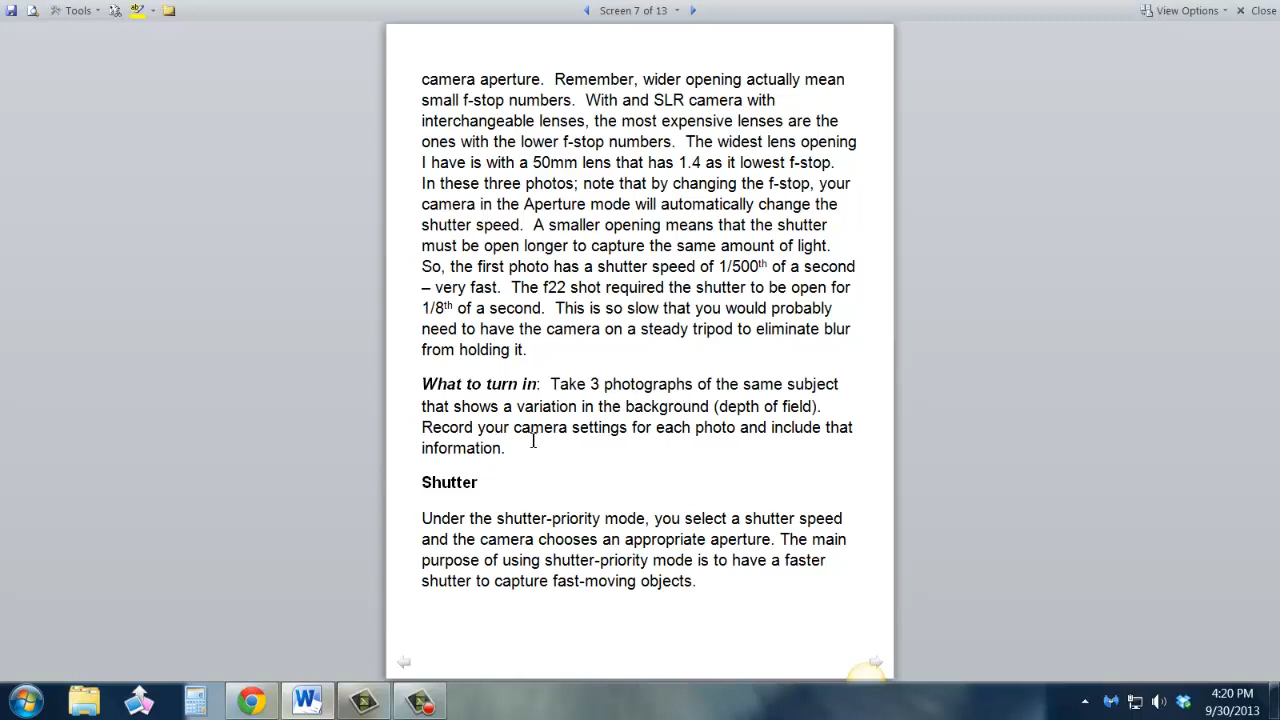 Tools
Screen 7 of 13
View Options
Close
camera aperture.  Remember, wider opening actually mean
small f-stop numbers.  With and SLR camera with
interchangeable lenses, the most expensive lenses are the
ones with the lower f-stop numbers.  The widest lens opening
I have is with a 50mm lens that has 1.4 as it lowest f-stop.
In these three photos; note that by changing the f-stop, your
camera in the Aperture mode will automatically change the
shutter speed.  A smaller opening means that the shutter
must be open longer to capture the same amount of light.
So, the first photo has a shutter speed of 1/500th of a second
– very fast.  The f22 shot required the shutter to be open for
1/8th of a second.  This is so slow that you would probably
need to have the camera on a steady tripod to eliminate blur
from holding it.
What to turn in:  Take 3 photographs of the same subject
that shows a variation in the background (depth of field).
Record your camera settings for each photo and include that
information.
Shutter
Under the shutter-priority mode, you select a shutter speed
and the camera chooses an appropriate aperture. The main
purpose of using shutter-priority mode is to have a faster
shutter to capture fast-moving objects.
4:20 PM
9/30/2013